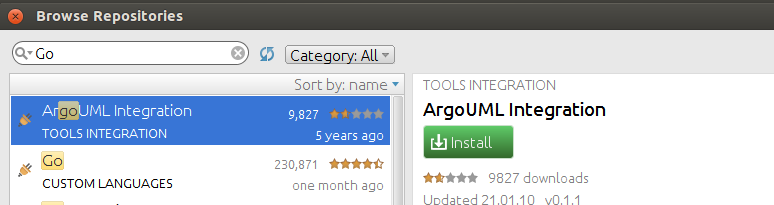 Browse Repositories
Go
Category: All
Sort by: name
ArgoUML Integration 9,827
TOOLS INTEGRATION 5 years ago
Go 230,871
CUSTOM LANGUAGES one month ago
TOOLS INTEGRATION
ArgoUML Integration
Install
9827 downloads
Updated 21.01.10 v0.1.1